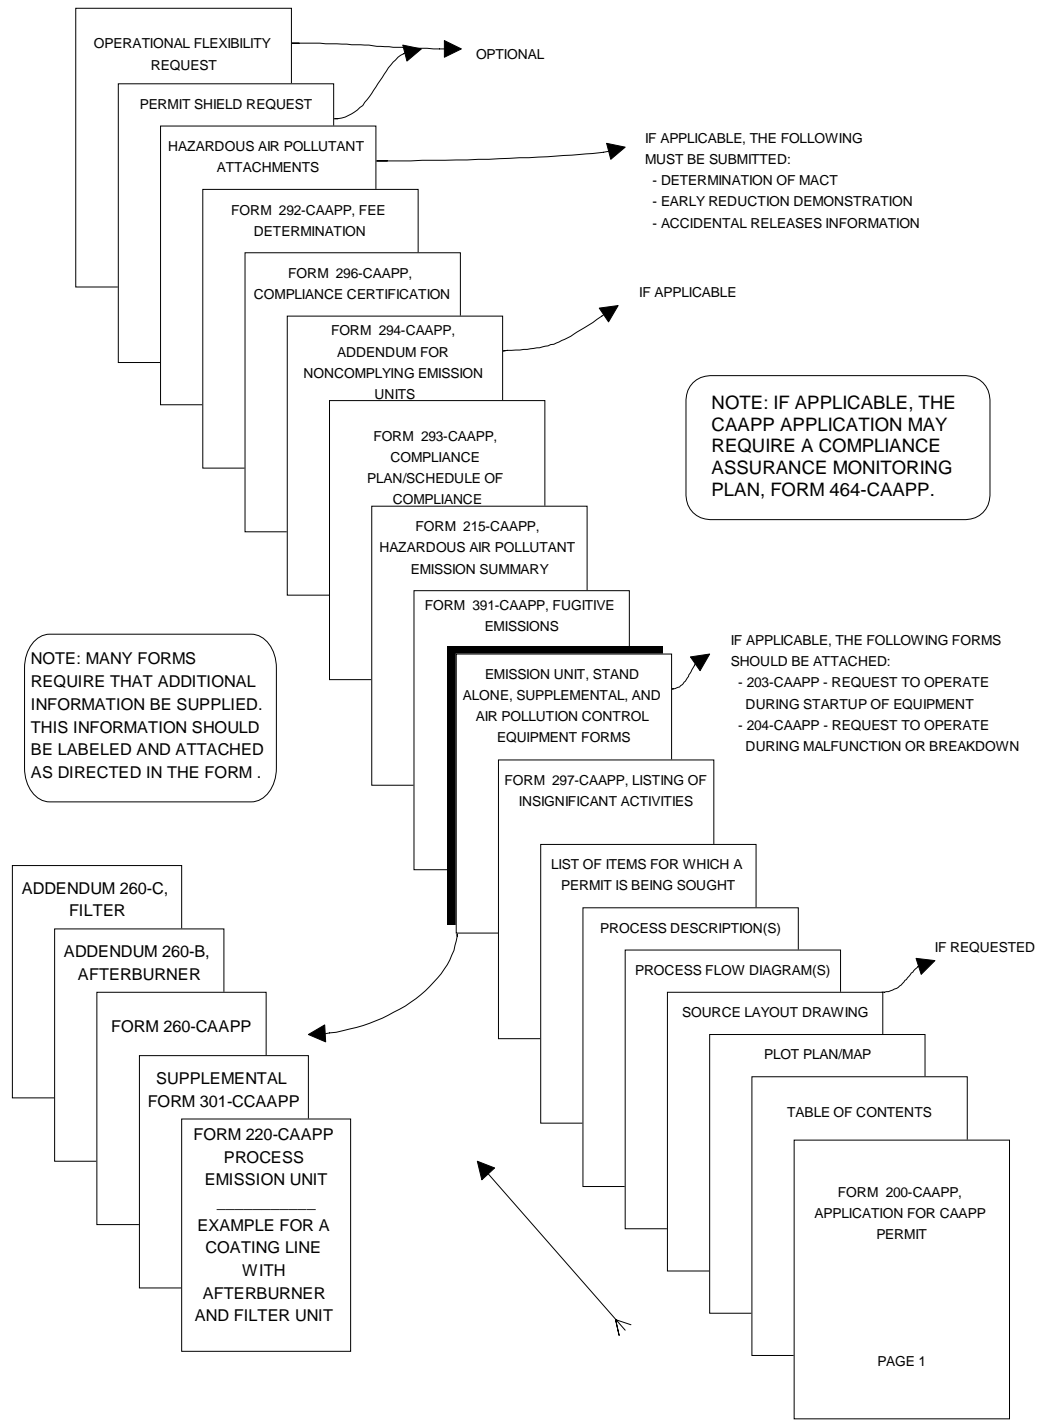 OPERATIONAL FLEXIBILITY
REQUEST
OPTIONAL
PERMIT SHIELD REQUEST
HAZARDOUS AIR POLLUTANT
ATTACHMENTS
IF APPLICABLE, THE FOLLOWING
MUST BE SUBMITTED:
- DETERMINATION OF MACT
- EARLY REDUCTION DEMONSTRATION
- ACCIDENTAL RELEASES INFORMATION
FORM 292-CAAPP, FEE
DETERMINATION
FORM 296-CAAPP,
COMPLIANCE CERTIFICATION
IF APPLICABLE
FORM 294-CAAPP,
ADDENDUM FOR
NONCOMPLYING EMISSION
UNITS
NOTE: IF APPLICABLE, THE
CAAPP APPLICATION MAY
REQUIRE A COMPLIANCE
ASSURANCE MONITORING
PLAN, FORM 464-CAAPP.
FORM 293-CAAPP,
COMPLIANCE
PLAN/SCHEDULE OF
COMPLIANCE
FORM 215-CAAPP,
HAZARDOUS AIR POLLUTANT
EMISSION SUMMARY
FORM 391-CAAPP, FUGITIVE
EMISSIONS
NOTE: MANY FORMS
REQUIRE THAT ADDITIONAL
INFORMATION BE SUPPLIED.
THIS INFORMATION SHOULD
BE LABELED AND ATTACHED
AS DIRECTED IN THE FORM .
EMISSION UNIT, STAND
ALONE, SUPPLEMENTAL, AND
AIR POLLUTION CONTROL
EQUIPMENT FORMS
IF APPLICABLE, THE FOLLOWING FORMS
SHOULD BE ATTACHED:
- 203-CAAPP - REQUEST TO OPERATE
DURING STARTUP OF EQUIPMENT
- 204-CAAPP - REQUEST TO OPERATE
DURING MALFUNCTION OR BREAKDOWN
FORM 297-CAAPP, LISTING OF
INSIGNIFICANT ACTIVITIES
LIST OF ITEMS FOR WHICH A
PERMIT IS BEING SOUGHT
PROCESS DESCRIPTION(S)
PROCESS FLOW DIAGRAM(S)
IF REQUESTED
SOURCE LAYOUT DRAWING
PLOT PLAN/MAP
TABLE OF CONTENTS
FORM 200-CAAPP,
APPLICATION FOR CAAPP
PERMIT
PAGE 1
ADDENDUM 260-C,
FILTER
ADDENDUM 260-B,
AFTERBURNER
FORM 260-CAAPP
SUPPLEMENTAL
FORM 301-CCAAPP
FORM 220-CAAPP
PROCESS
EMISSION UNIT
EXAMPLE FOR A
COATING LINE
WITH
AFTERBURNER
AND FILTER UNIT